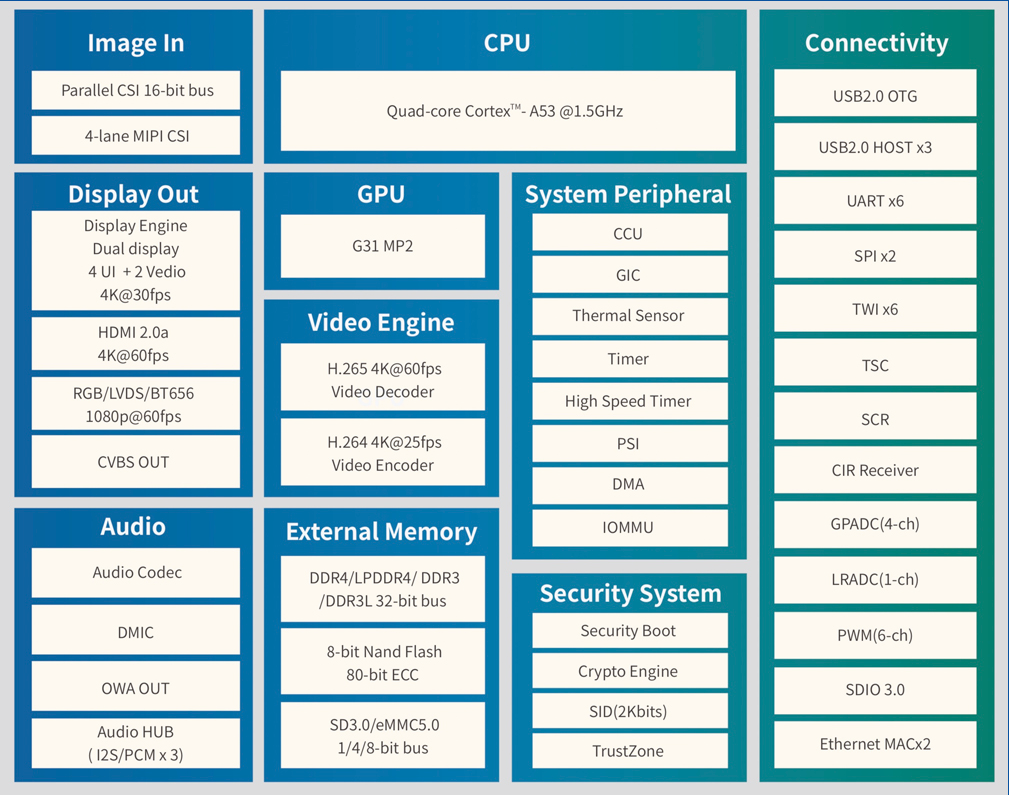 Image In
Parallel CSI 16-bit bus
4-lane MIPI CSI
CPU
Quad-core Cortex™- A53 @1.5GHz
Display Out
Display Engine
Dual display
4 UI + 2 Vedio
4K@30fps
HDMI 2.0a
4K@60fps
RGB/LVDS/BT656
1080p@60fps
CVBS OUT
GPU
G31 MP2
Video Engine
H.265 4K@60fps
Video Decoder
H.264 4K@25fps
Video Encoder
System Peripheral
CCU
GIC
Thermal Sensor
Timer
High Speed Timer
PSI
DMA
IOMMU
Audio
Audio Codec
DMIC
OWA OUT
Audio HUB
( I2S/PCM x 3)
External Memory
DDR4/LPDDR4/ DDR3
/DDR3L 32-bit bus
8-bit Nand Flash
80-bit ECC
SD3.0/eMMC5.0
1/4/8-bit bus
Security System
Security Boot
Crypto Engine
SID(2Kbits)
TrustZone
Connectivity
USB2.0 OTG
USB2.0 HOST x3
UART x6
SPI x2
TWI x6
TSC
SCR
CIR Receiver
GPADC(4-ch)
LRADC(1-ch)
PWM(6-ch)
SDIO 3.0
Ethernet MACx2